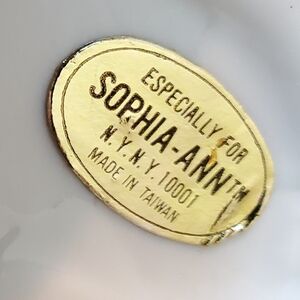 ESPECIALLY FOR
SOPHIA-ANN™
N.Y.N.Y. 10001
MADE IN TAIWAN